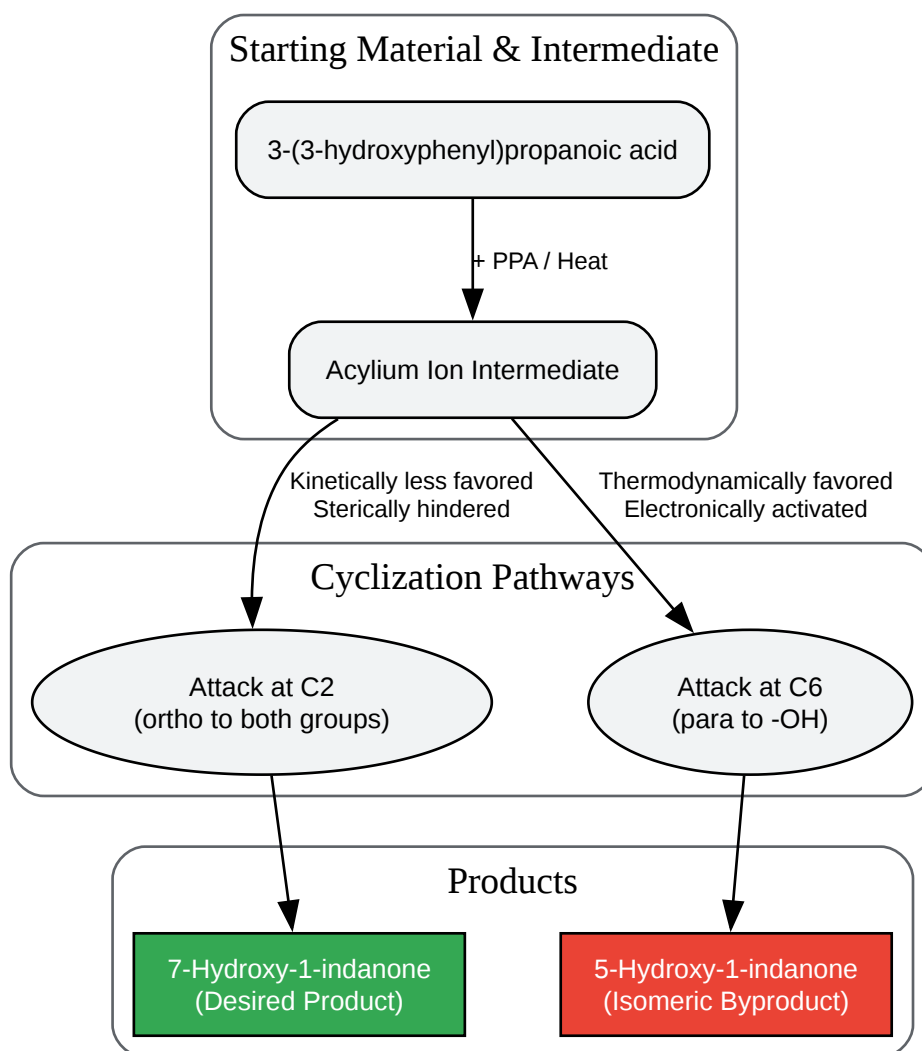 Starting Material & Intermediate
3-(3-hydroxyphenyl)propanoic acid
+ PPA / Heat
Acylium Ion Intermediate
Kinetically less favored
Sterically hindered
Thermodynamically favored
Electronically activated
Cyclization Pathways
Attack at C2
(ortho to both groups)
Attack at C6
(para to -OH)
Products
7-Hydroxy-1-indanone
(Desired Product)
5-Hydroxy-1-indanone
(Isomeric Byproduct)